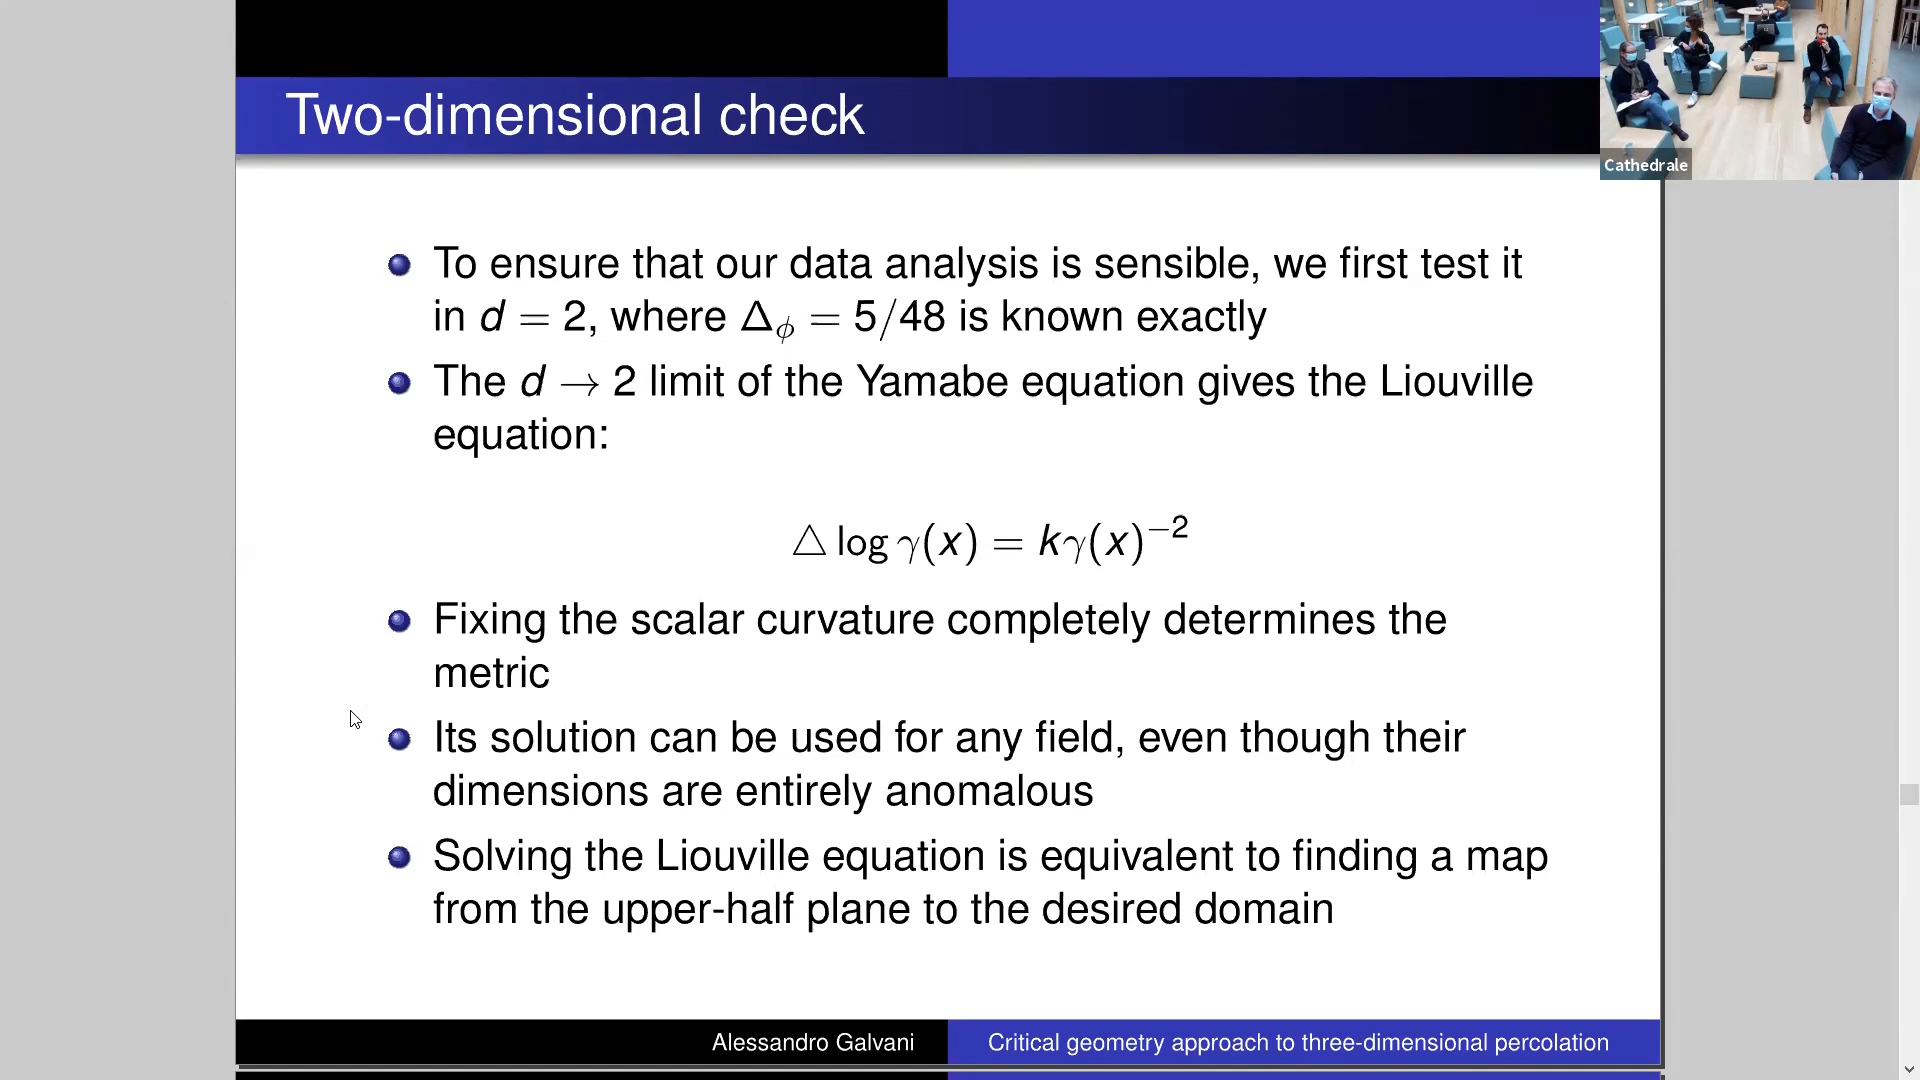 Two-dimensional check
Cathedrale
To ensure that our data analysis is sensible, we first test it
in d = 2, where Δ_ϕ = 5/48 is known exactly
The d → 2 limit of the Yamabe equation gives the Liouville
equation:
△ log γ(x) = kγ(x)⁻²
Fixing the scalar curvature completely determines the
metric
Its solution can be used for any field, even though their
dimensions are entirely anomalous
Solving the Liouville equation is equivalent to finding a map
from the upper-half plane to the desired domain
Alessandro Galvani
Critical geometry approach to three-dimensional percolation